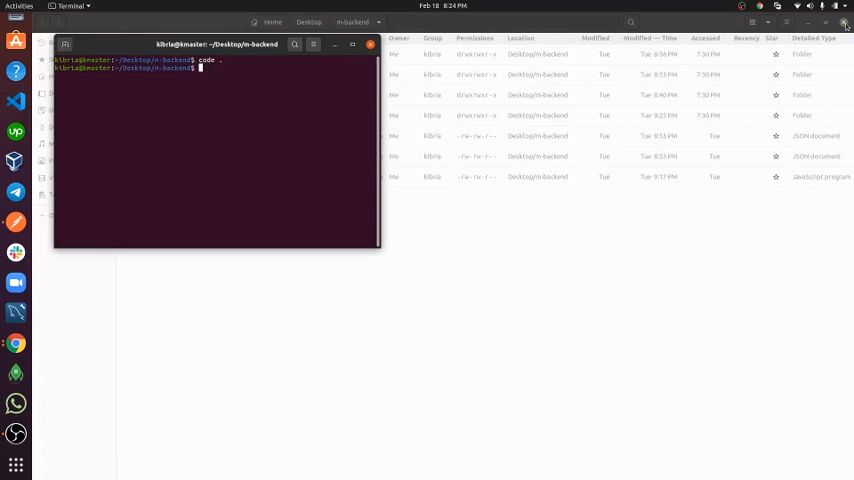 Activities Terminal Feb 18 8:24 PM
Home Desktop m-backend
kibria@kmaster: ~/Desktop/m-backend
kibria@kmaster:~/Desktop/m-backend$ code .
kibria@kmaster:~/Desktop/m-backend$
Owner Group Permissions Location Modified Modified — Time Accessed Recency Star Detailed Type
Me kibria drwxrwxr-x Desktop/m-backend Tue Tue 8:56 PM 7:30 PM Folder
Me kibria drwxrwxr-x Desktop/m-backend Tue Tue 8:53 PM 7:30 PM Folder
Me kibria drwxrwxr-x Desktop/m-backend Tue Tue 8:40 PM 7:30 PM Folder
Me kibria drwxrwxr-x Desktop/m-backend Tue Tue 9:25 PM 7:30 PM Folder
Me kibria -rw-rw-r-- Desktop/m-backend Tue Tue 8:53 PM Tue JSON document
Me kibria -rw-rw-r-- Desktop/m-backend Tue Tue 8:53 PM Tue JSON document
Me kibria -rw-rw-r-- Desktop/m-backend Tue Tue 9:17 PM Tue JavaScript program